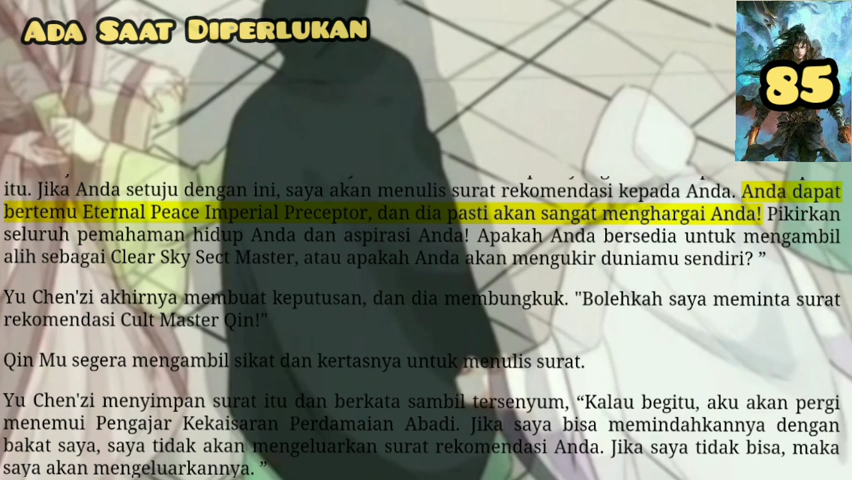 ADA SAAT DIPERLUKAN
85
itu. Jika Anda setuju dengan ini, saya akan menulis surat rekomendasi kepada Anda. Anda dapat
bertemu Eternal Peace Imperial Preceptor, dan dia pasti akan sangat menghargai Anda! Pikirkan
seluruh pemahaman hidup Anda dan aspirasi Anda! Apakah Anda bersedia untuk mengambil
alih sebagai Clear Sky Sect Master, atau apakah Anda akan mengukir duniamu sendiri? ”
Yu Chen'zi akhirnya membuat keputusan, dan dia membungkuk. "Bolehkah saya meminta surat
rekomendasi Cult Master Qin!"
Qin Mu segera mengambil sikat dan kertasnya untuk menulis surat.
Yu Chen'zi menyimpan surat itu dan berkata sambil tersenyum, “Kalau begitu, aku akan pergi
menemui Pengajar Kekaisaran Perdamaian Abadi. Jika saya bisa memindahkannya dengan
bakat saya, saya tidak akan mengeluarkan surat rekomendasi Anda. Jika saya tidak bisa, maka
saya akan mengeluarkannya. ”